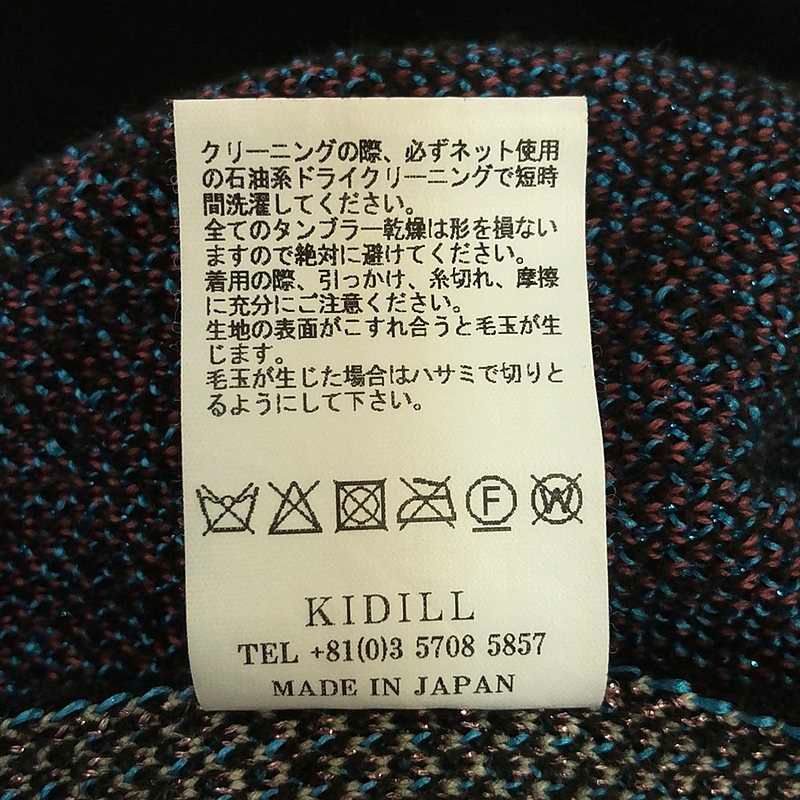 クリーニングの際、必ずネット使用
の石油系ドライクリーニングで短時
間洗濯してください。
全てのタンブラー乾燥は形を損ない
ますので絶対に避けてください。
着用の際、引っかけ、糸切れ、摩擦
に充分にご注意ください。
生地の表面がこすれ合うと毛玉が生
じます。
毛玉が生じた場合はハサミで切りと
るようにして下さい。
F W
KIDILL
TEL +81(0)3 5708 5857
MADE IN JAPAN